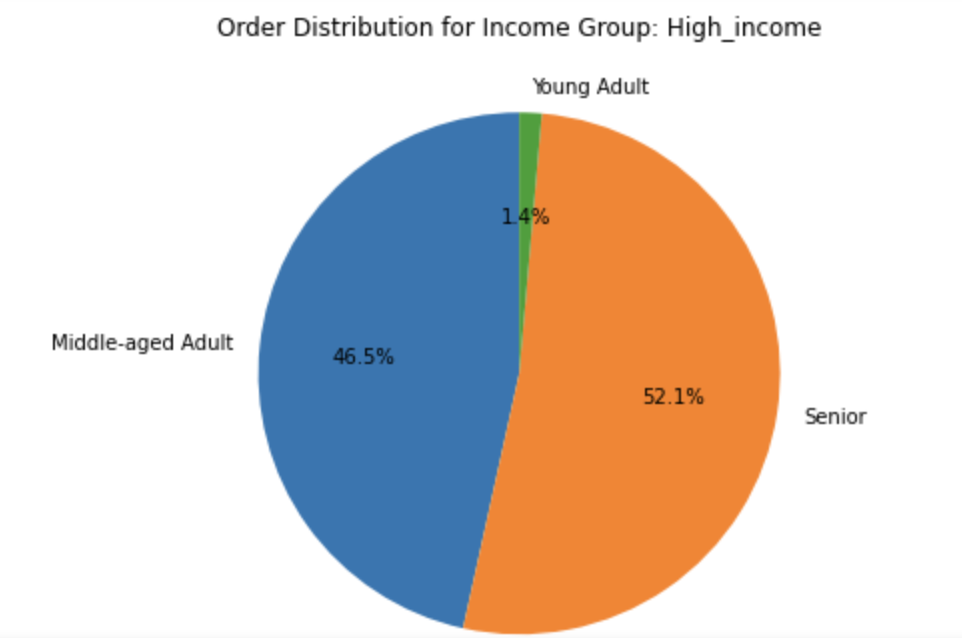 Order Distribution for Income Group: High_income
Young Adult
1.4%
Middle-aged Adult
46.5%
52.1%
Senior